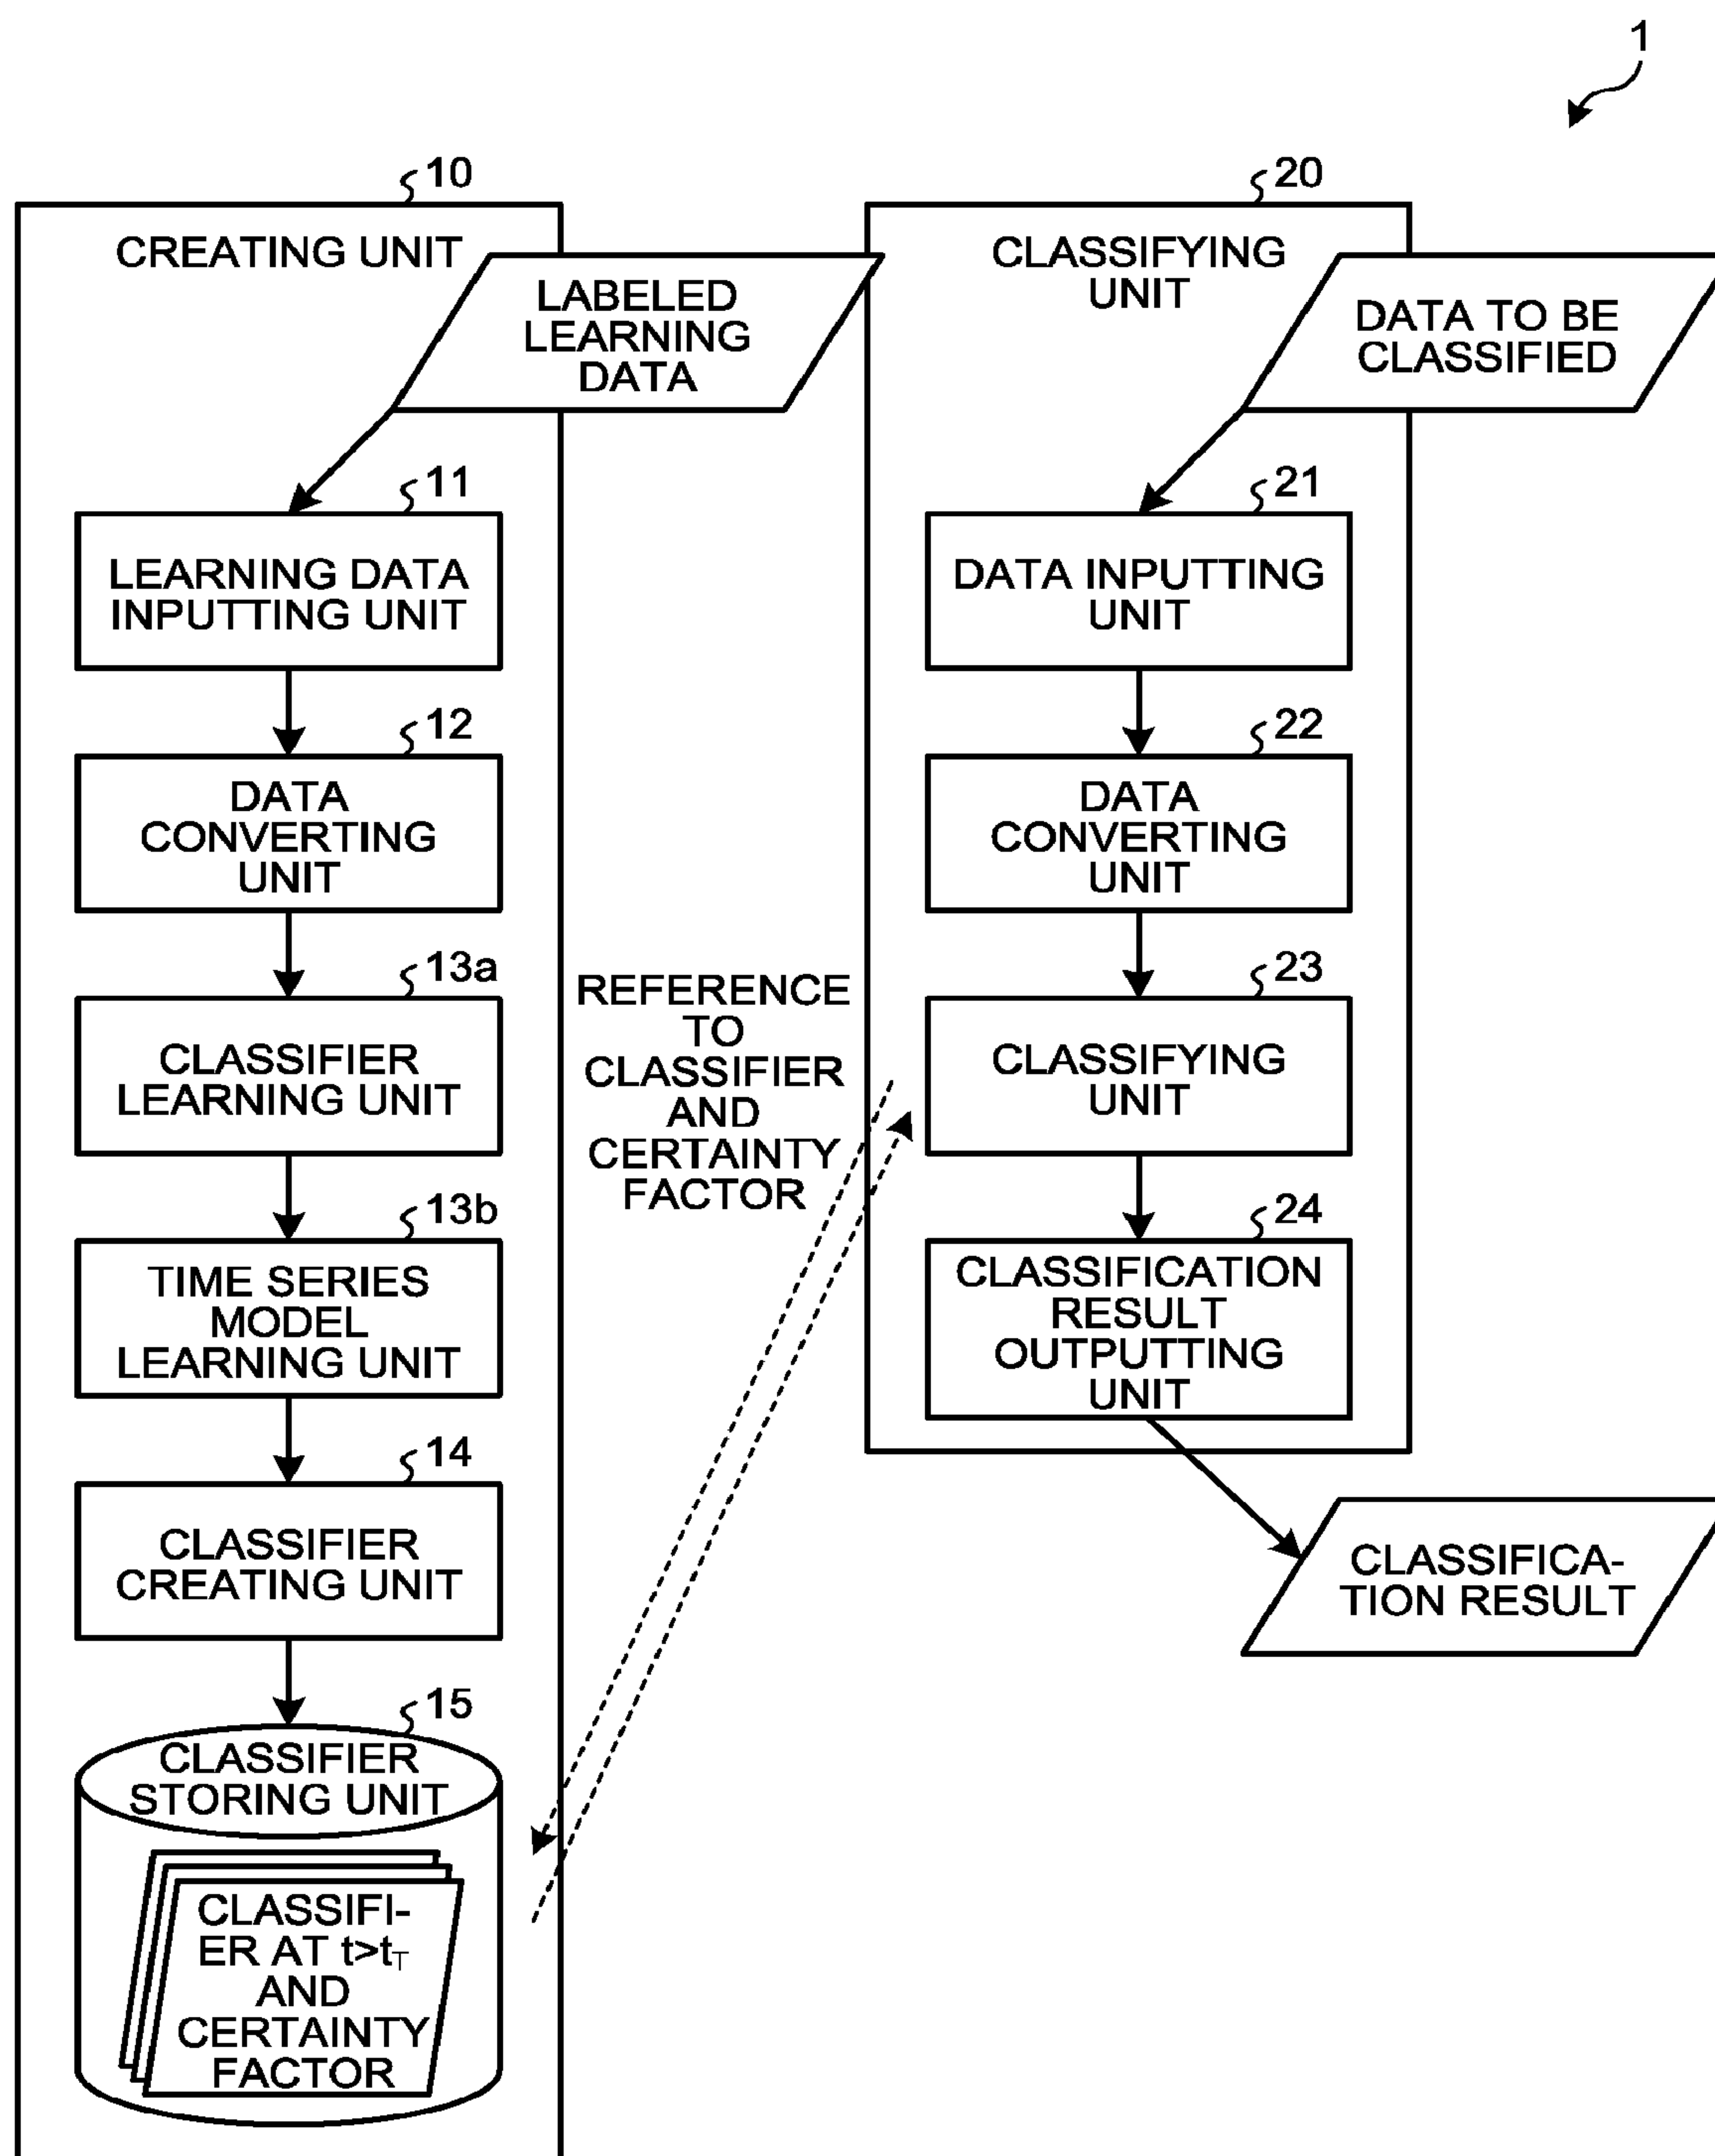 1
10
CREATING UNIT
LABELED
LEARNING
DATA
11
LEARNING DATA
INPUTTING UNIT
12
DATA
CONVERTING
UNIT
13a
CLASSIFIER
LEARNING UNIT
13b
TIME SERIES
MODEL
LEARNING UNIT
14
CLASSIFIER
CREATING UNIT
15
CLASSIFIER
STORING UNIT
CLASSIFI-
ER AT t>t_T
AND
CERTAINTY
FACTOR
REFERENCE
TO
CLASSIFIER
AND
CERTAINTY
FACTOR
20
CLASSIFYING
UNIT
DATA TO BE
CLASSIFIED
21
DATA INPUTTING
UNIT
22
DATA
CONVERTING
UNIT
23
CLASSIFYING
UNIT
24
CLASSIFICATION
RESULT
OUTPUTTING
UNIT
CLASSIFICA-
TION RESULT